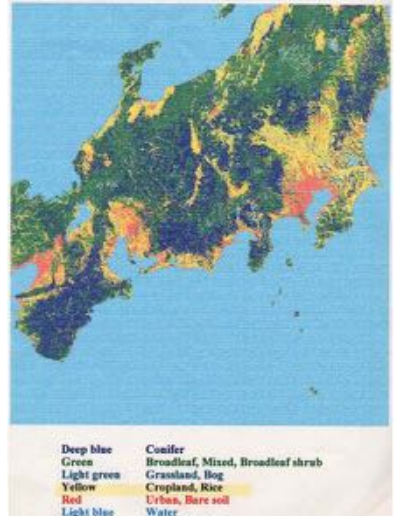 Deep blue Conifer
Green Broadleaf, Mixed, Broadleaf shrub
Light green Grassland, Bog
Yellow Cropland, Rice
Red Urban, Bare soil
Light blue Water